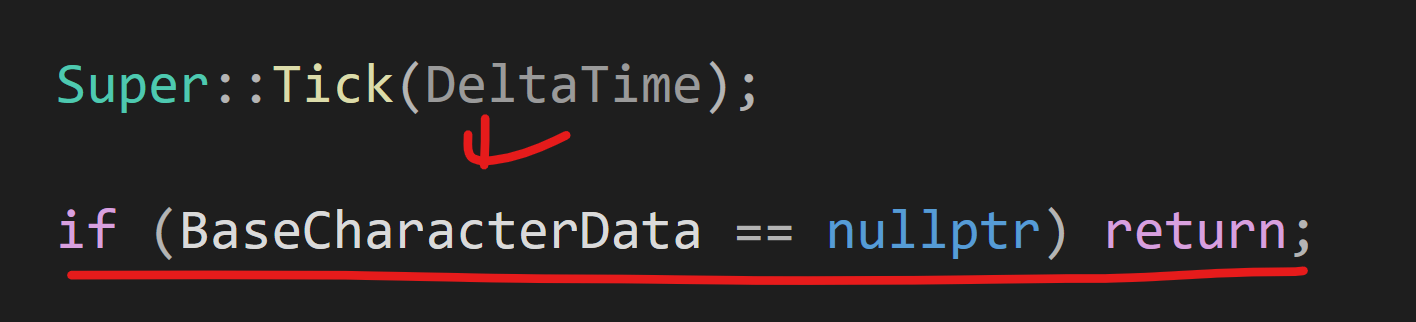 Super::Tick(DeltaTime);
if (BaseCharacterData == nullptr) return;